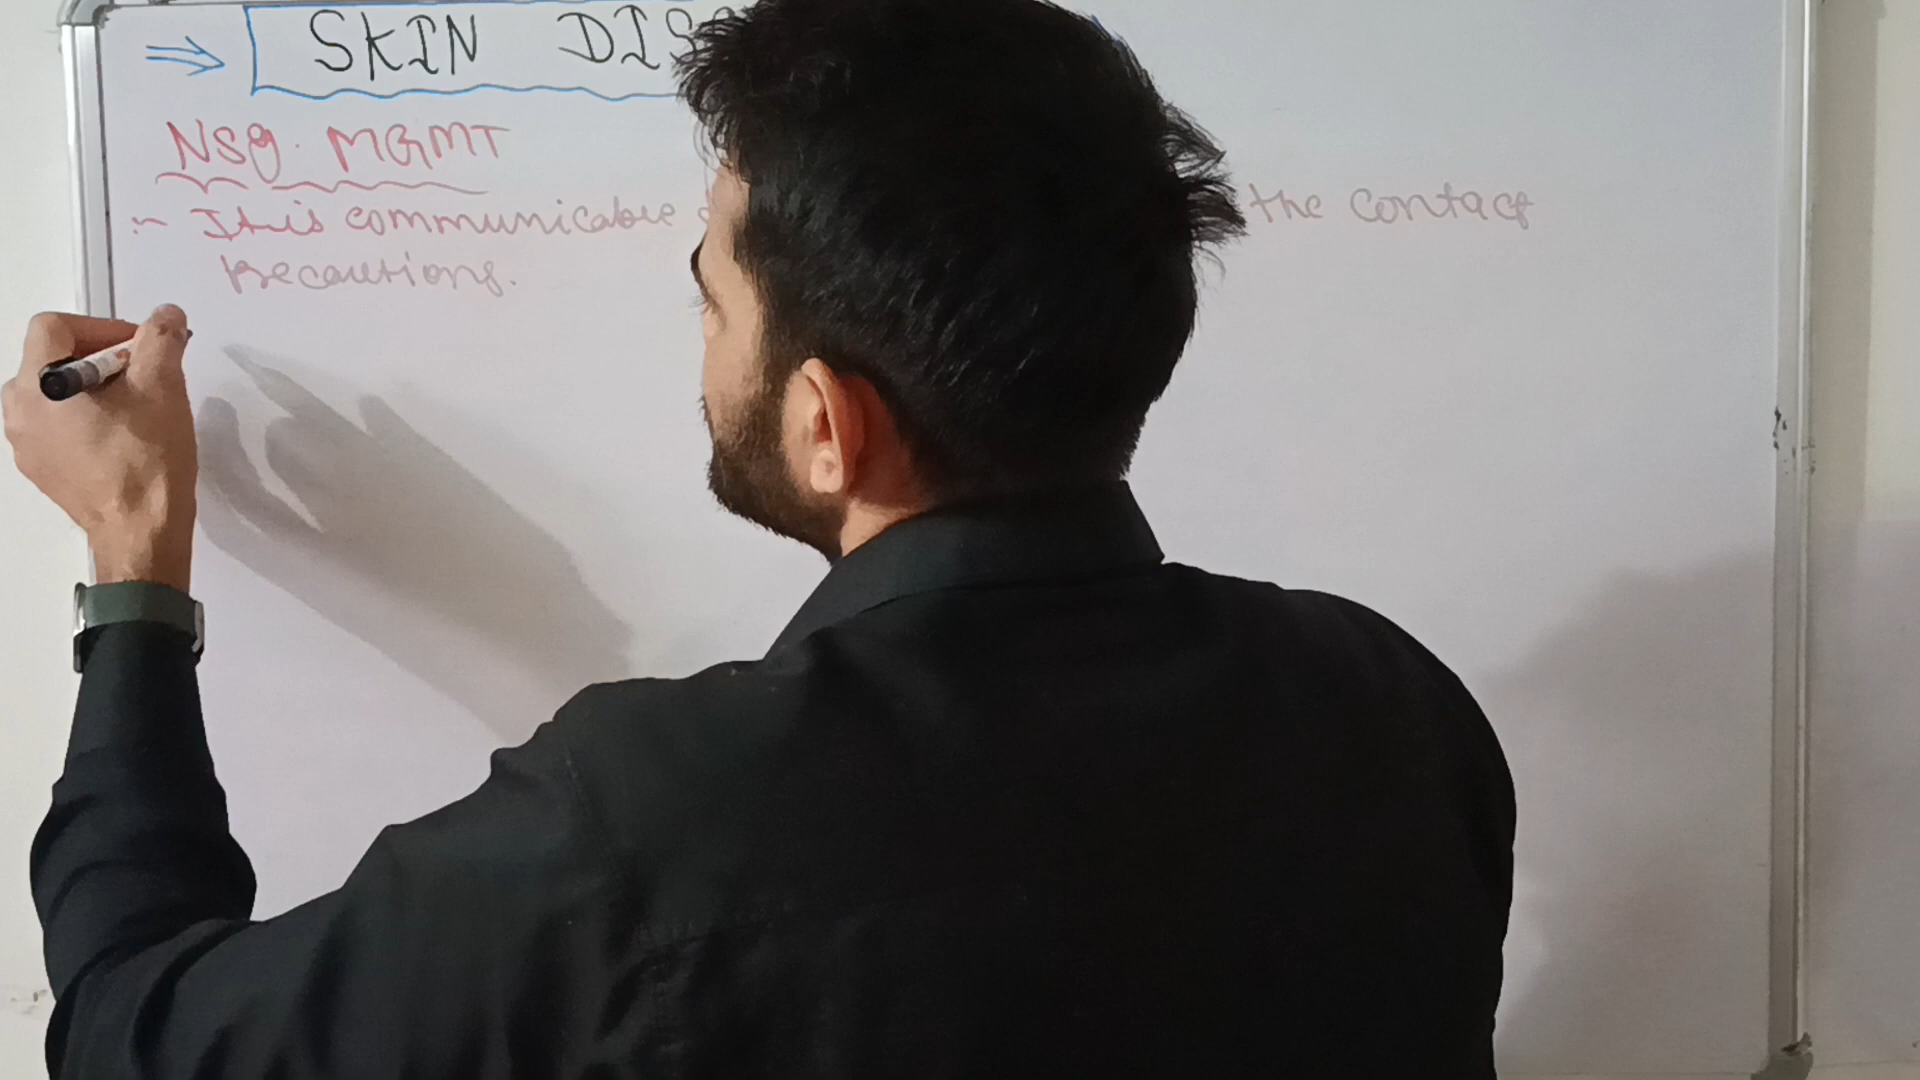 ⇒ SKIN DIS
Nsg. MGMT
:- It is communicable the contact
precautions.